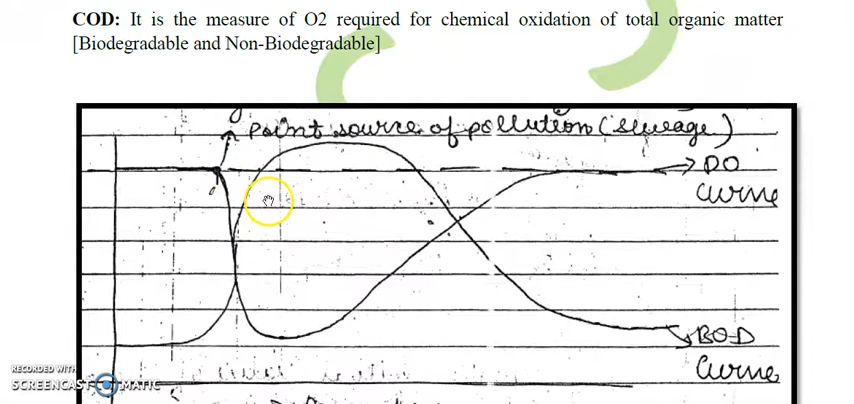 COD: It is the measure of O2 required for chemical oxidation of total organic matter
[Biodegradable and Non-Biodegradable]
Point source of pollution (sewage)
DO
curve
BOD
curve
RECORDED WITH
SCREENCAST MATIC